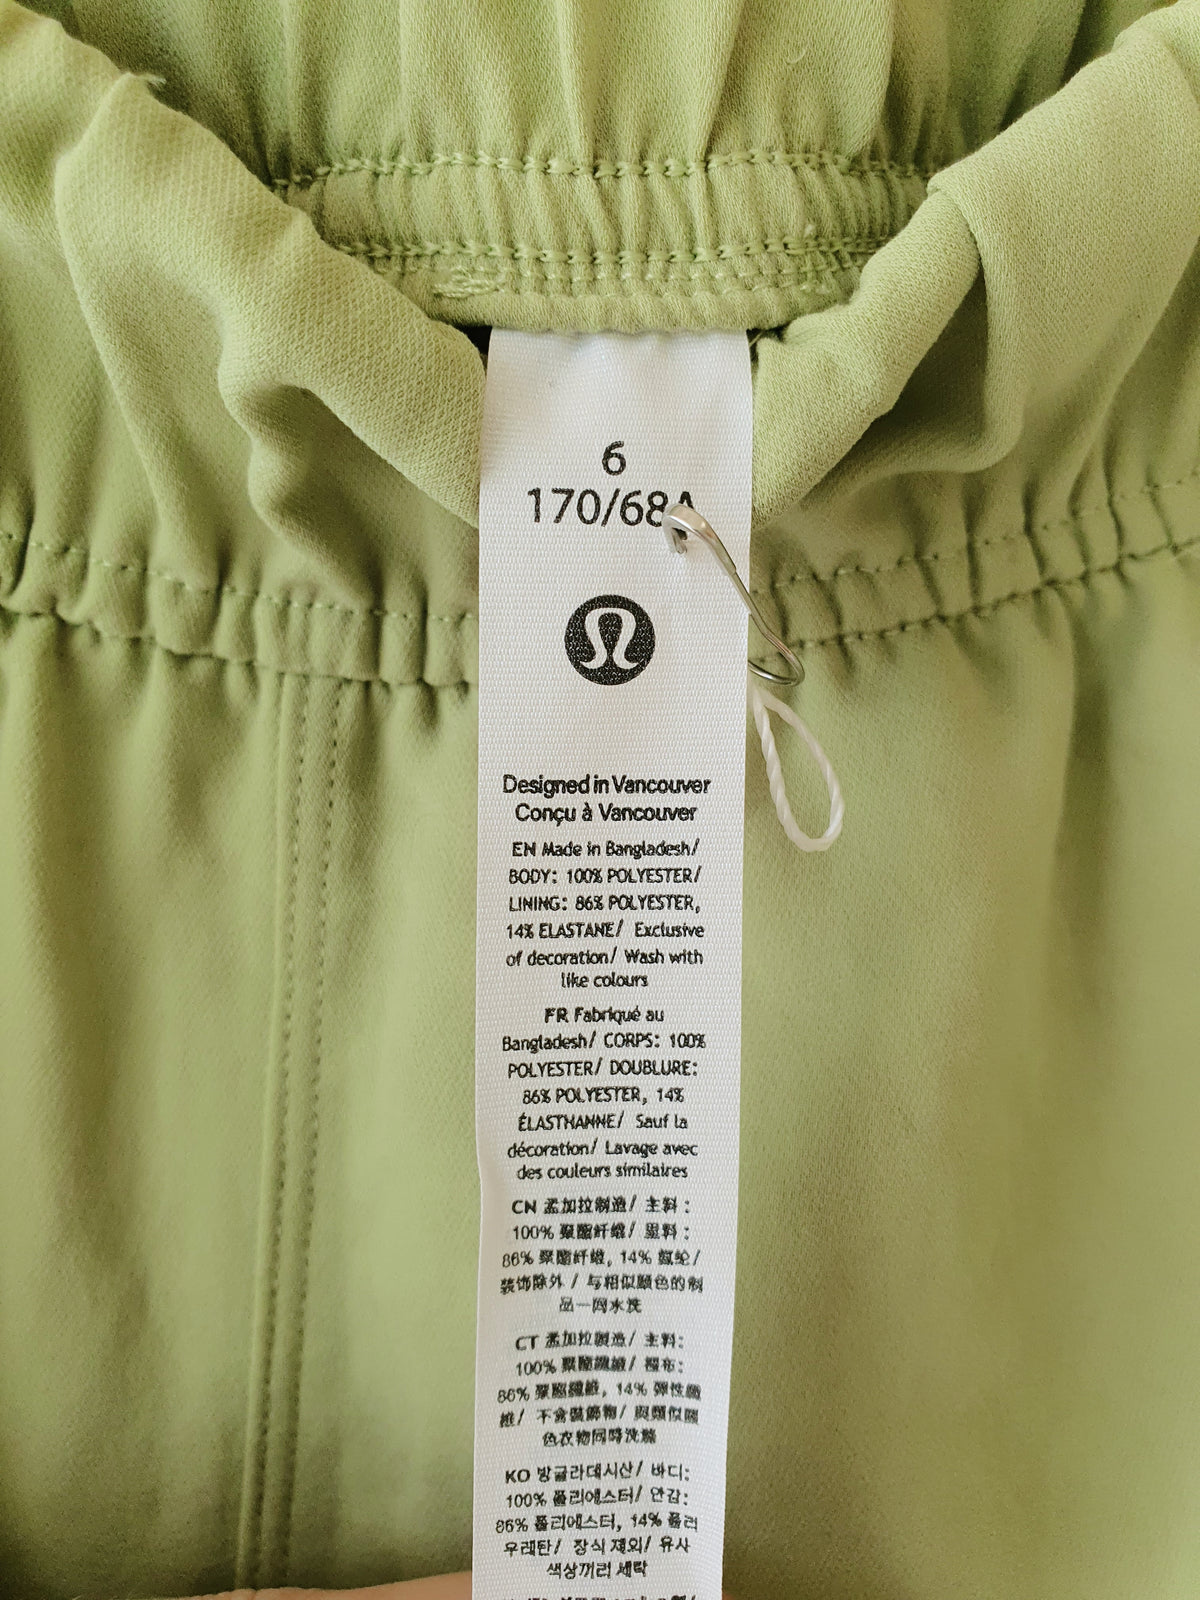 6
170/68A
Designed in Vancouver
Conçu à Vancouver
EN Made in Bangladesh/
BODY: 100% POLYESTER/
LINING: 86% POLYESTER,
14% ELASTANE/ Exclusive
of decoration/ Wash with
like colours
FR Fabriqué au
Bangladesh/ CORPS: 100%
POLYESTER/ DOUBLURE:
86% POLYESTER, 14%
ÉLASTHANNE/ Sauf la
décoration/ Lavage avec
des couleurs similaires
CN 孟加拉制造/ 主料:
100% 聚酯纤维/ 里料:
86% 聚酯纤维, 14% 氨纶/
装饰除外 / 与相似颜色的制
品一同水洗
CT 孟加拉製造/ 主料:
100% 聚酯纖維/ 裡布:
86% 聚酯纖維, 14% 彈性纖
維/ 不含裝飾物/ 與類似顏
色衣物同時洗滌
KO 방글라데시산/ 바디:
100% 폴리에스터/ 안감:
86% 폴리에스터, 14% 폴리
우레탄/ 장식 제외/ 유사
색상끼리 세탁